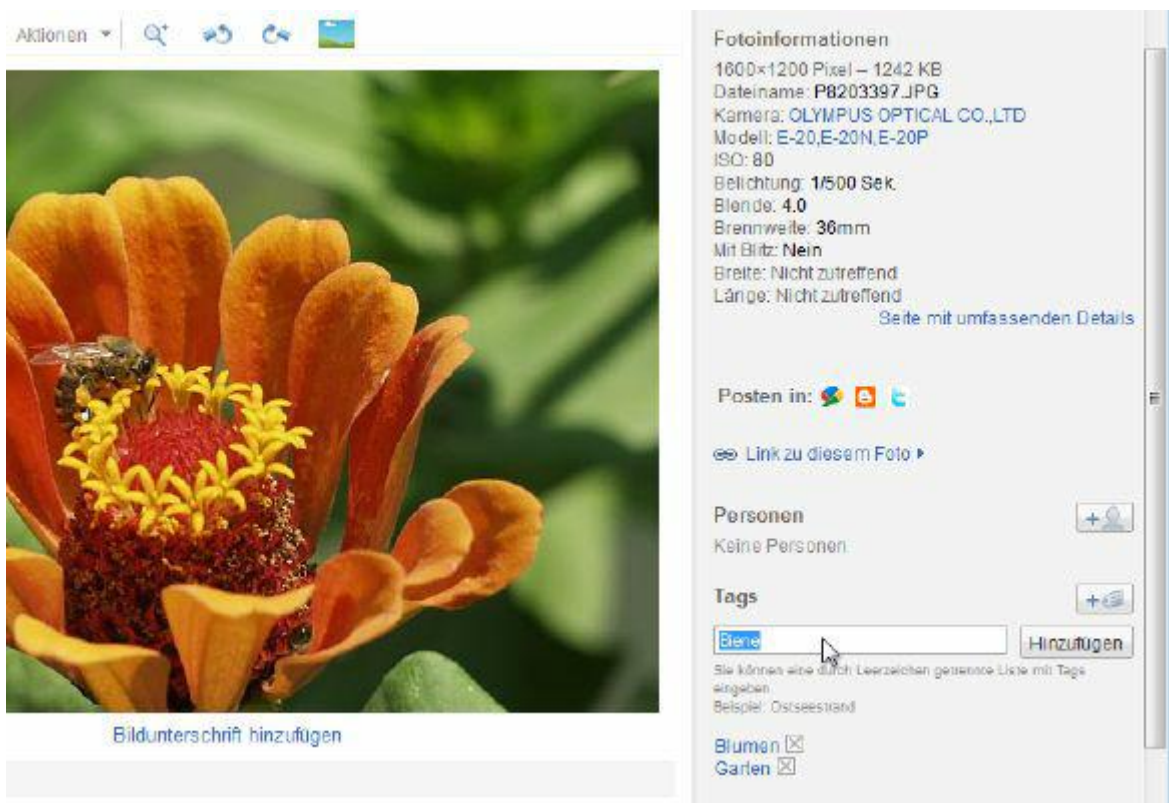 Aktionen
Fotoinformationen
1600×1200 Pixel – 1242 KB
Dateiname: P8203397.JPG
Kamera: OLYMPUS OPTICAL CO.,LTD
Modell: E-20,E-20N,E-20P
ISO: 80
Belichtung: 1/500 Sek.
Blende: 4.0
Brennweite: 36mm
Mit Blitz: Nein
Breite: Nicht zutreffend
Länge: Nicht zutreffend
Seite mit umfassenden Details
Posten in:
Link zu diesem Foto
Personen
Keine Personen
Tags
Biene
Hinzufügen
Sie können eine durch Leerzeichen getrennte Liste mit Tags
eingeben
Beispiel: Ostseestrand
Blumen
Garten
Bildunterschrift hinzufügen